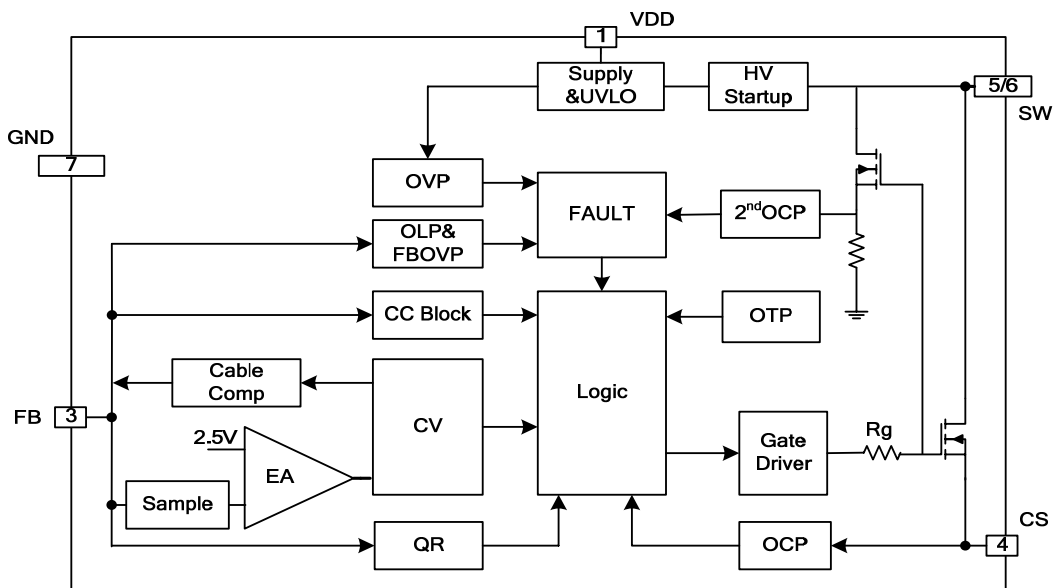 VDD
1
Supply
&UVLO
HV
Startup
5/6
SW
GND
7
OVP
FAULT
2ndOCP
OLP&
FBOVP
CC Block
OTP
Logic
Cable
Comp
FB
3
CV
2.5V
EA
Gate
Driver
Rg
Sample
QR
OCP
CS
4